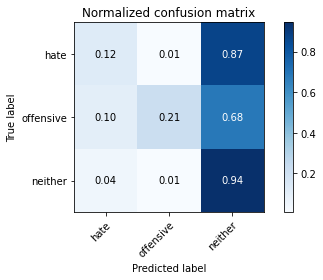 Normalized confusion matrix
True label
hate
0.12 0.01 0.87
offensive
0.10 0.21 0.68
neither
0.04 0.01 0.94
hate
offensive
neither
Predicted label
0.8
0.6
0.4
0.2